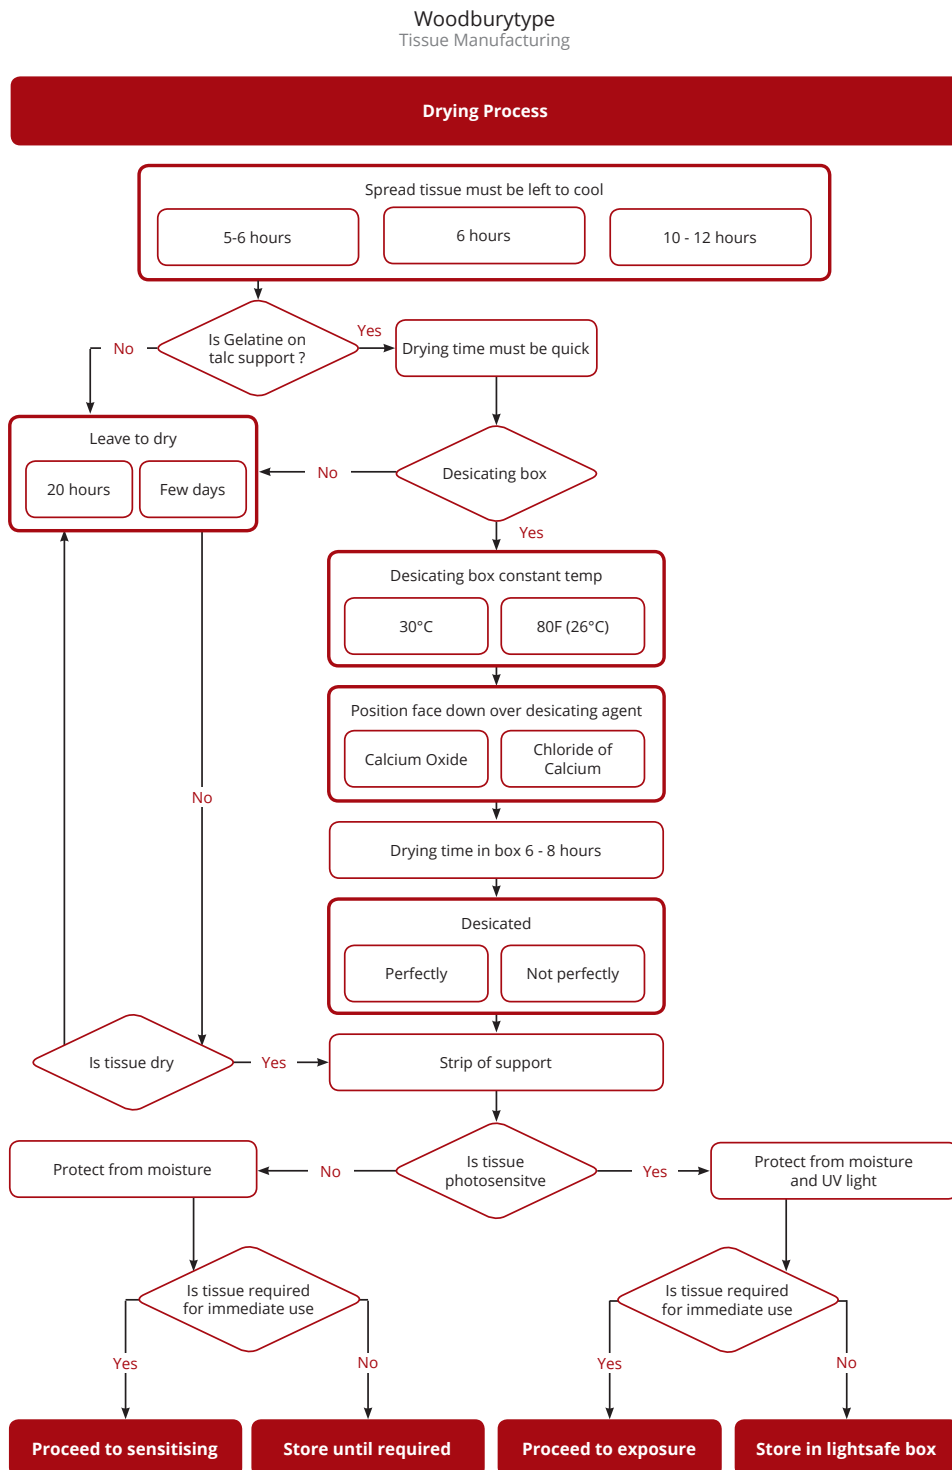 Woodburytype
Tissue Manufacturing
Drying Process
Spread tissue must be left to cool
5-6 hours
6 hours
10 - 12 hours
Is Gelatine on
talc support ?
Yes
No
Drying time must be quick
Leave to dry
20 hours
Few days
No
Desicating box
Yes
Desicating box constant temp
30°C
80F (26°C)
Position face down over desicating agent
Calcium Oxide
Chloride of
Calcium
No
Drying time in box 6 - 8 hours
Desicated
Perfectly
Not perfectly
Is tissue dry
Yes
Strip of support
Protect from moisture
No
Is tissue
photosensitve
Yes
Protect from moisture
and UV light
Is tissue required
for immediate use
Is tissue required
for immediate use
Yes
No
Yes
No
Proceed to sensitising
Store until required
Proceed to exposure
Store in lightsafe box